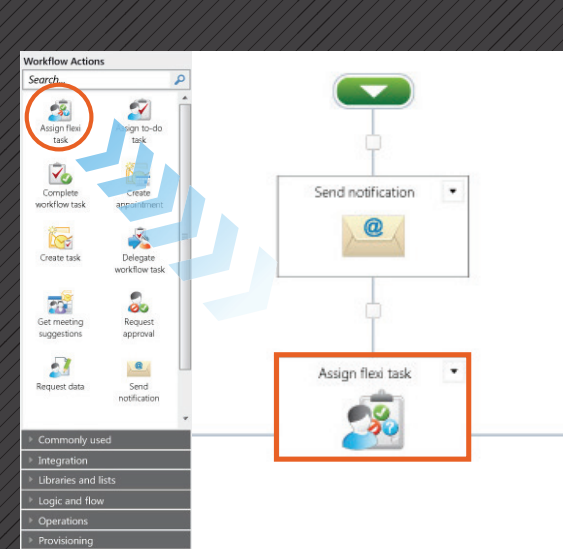 Workflow Actions
Search...
Assign flexi
task
Assign to-do
task
Complete
workflow task
Create
appointment
Create task
Delegate
workflow task
Get meeting
suggestions
Request
approval
Request data
Send
notification
Commonly used
Integration
Libraries and lists
Logic and flow
Operations
Provisioning
Send notification
@
Assign flexi task